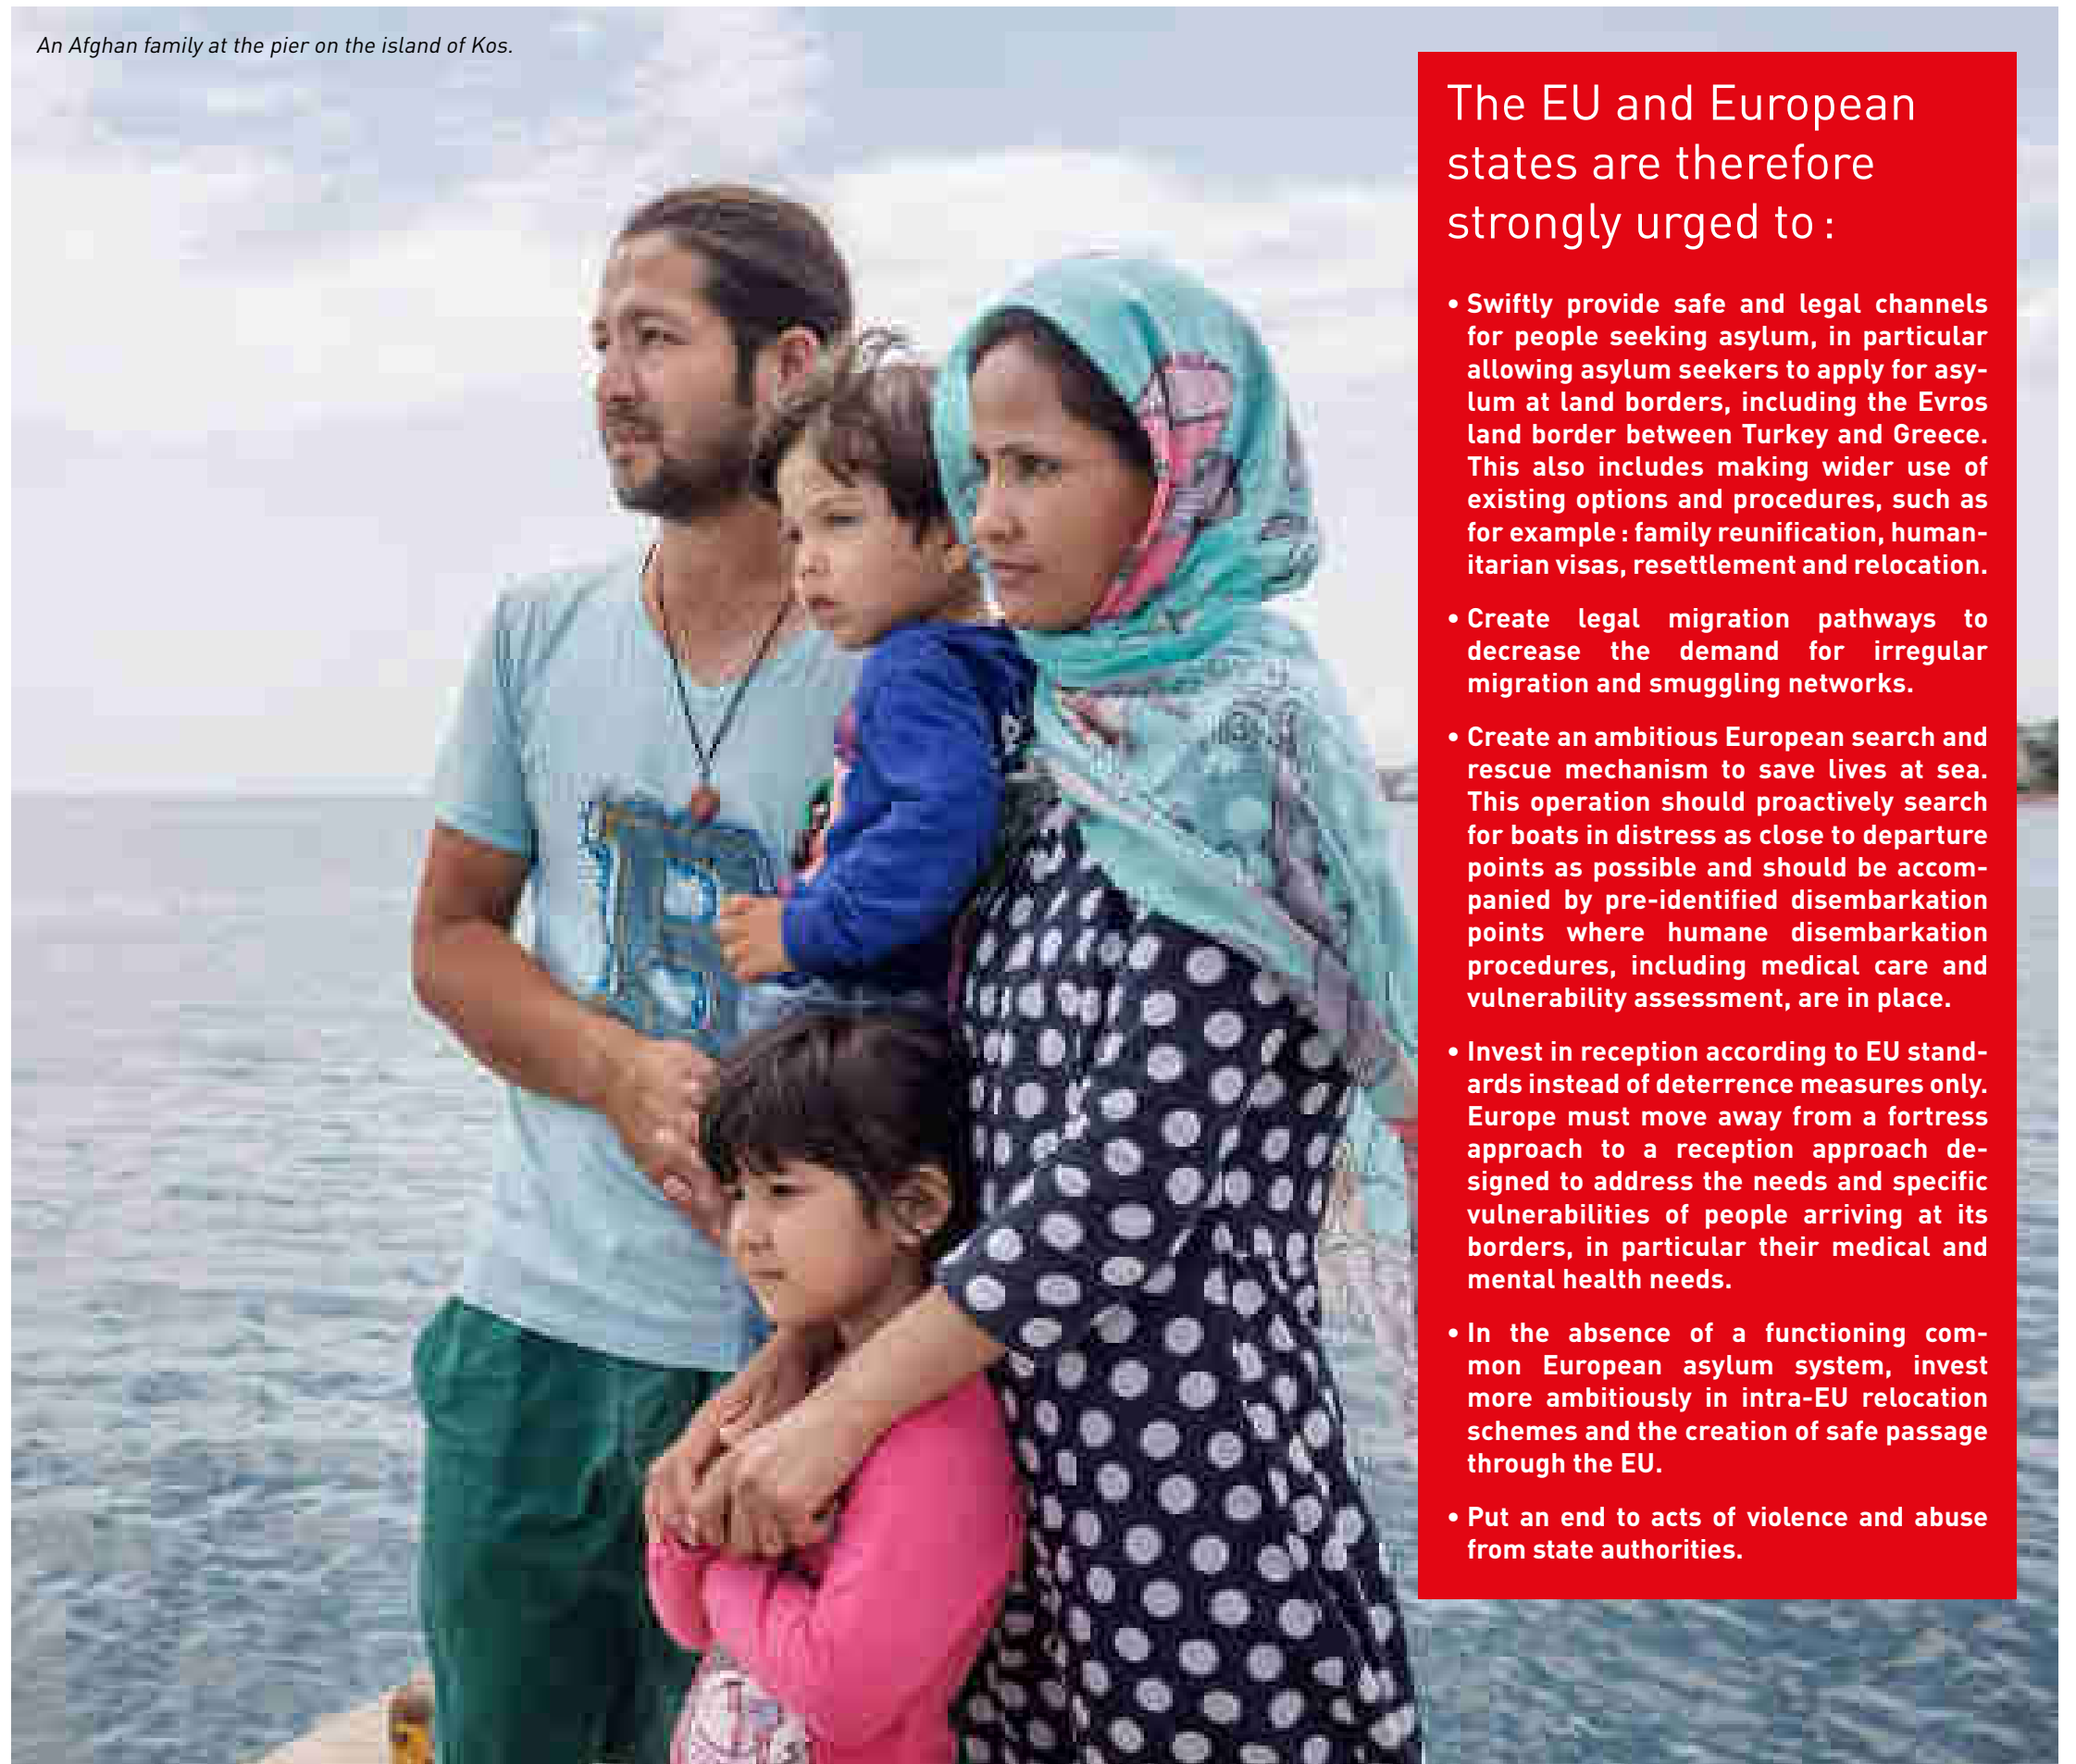 An Afghan family at the pier on the island of Kos.
The EU and European
states are therefore
strongly urged to :
• Swiftly provide safe and legal channels
for people seeking asylum, in particular
allowing asylum seekers to apply for asy-
lum at land borders, including the Evros
land border between Turkey and Greece.
This also includes making wider use of
existing options and procedures, such as
for example : family reunification, human-
itarian visas, resettlement and relocation.
• Create legal migration pathways to
decrease the demand for irregular
migration and smuggling networks.
• Create an ambitious European search and
rescue mechanism to save lives at sea.
This operation should proactively search
for boats in distress as close to departure
points as possible and should be accom-
panied by pre-identified disembarkation
points where humane disembarkation
procedures, including medical care and
vulnerability assessment, are in place.
• Invest in reception according to EU stand-
ards instead of deterrence measures only.
Europe must move away from a fortress
approach to a reception approach de-
signed to address the needs and specific
vulnerabilities of people arriving at its
borders, in particular their medical and
mental health needs.
• In the absence of a functioning com-
mon European asylum system, invest
more ambitiously in intra-EU relocation
schemes and the creation of safe passage
through the EU.
• Put an end to acts of violence and abuse
from state authorities.